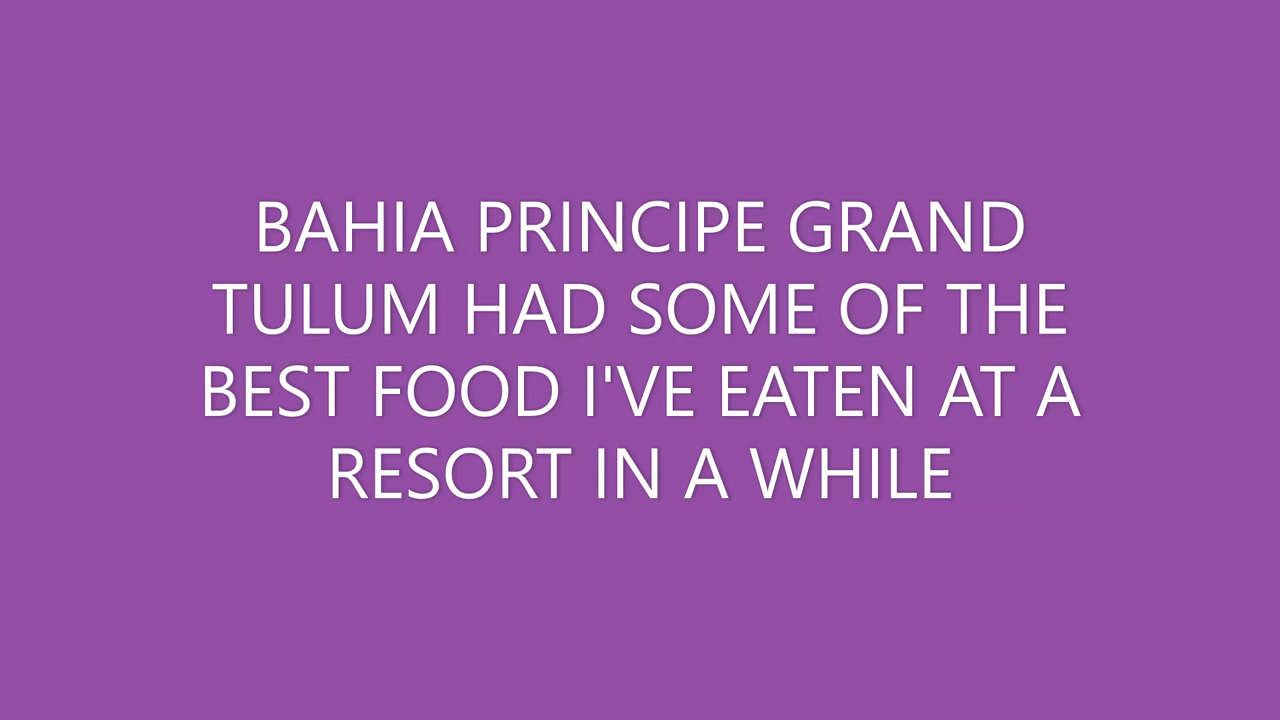 BAHIA PRINCIPE GRAND
TULUM HAD SOME OF THE
BEST FOOD I'VE EATEN AT A
RESORT IN A WHILE